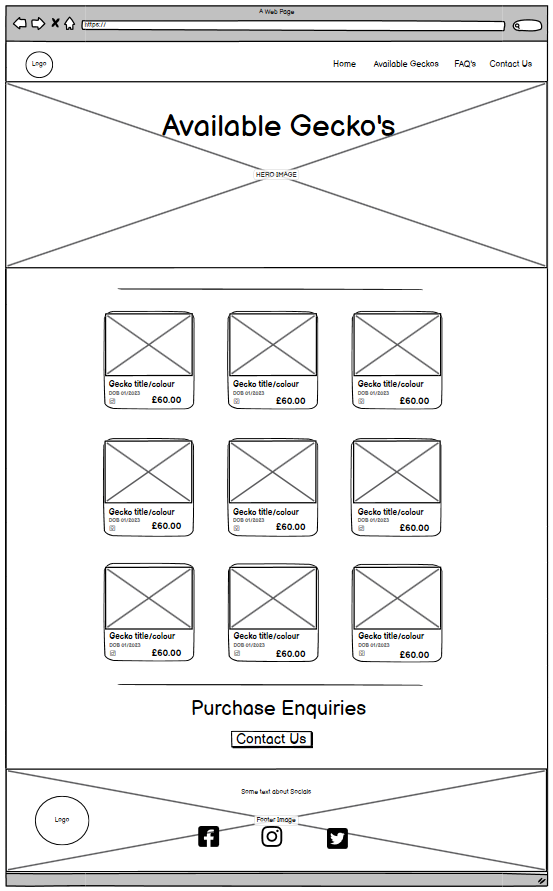 A Web Page
https://
Logo
Home Available Geckos FAQ's Contact Us
Available Gecko's
HERO IMAGE
Gecko title/colour Gecko title/colour Gecko title/colour
DOB 01/2023 DOB 01/2023 DOB 01/2023
£60.00 £60.00 £60.00
Gecko title/colour Gecko title/colour Gecko title/colour
DOB 01/2023 DOB 01/2023 DOB 01/2023
£60.00 £60.00 £60.00
Gecko title/colour Gecko title/colour Gecko title/colour
DOB 01/2023 DOB 01/2023 DOB 01/2023
£60.00 £60.00 £60.00
Purchase Enquiries
Contact Us
Some text about Socials
Logo
Footer Image